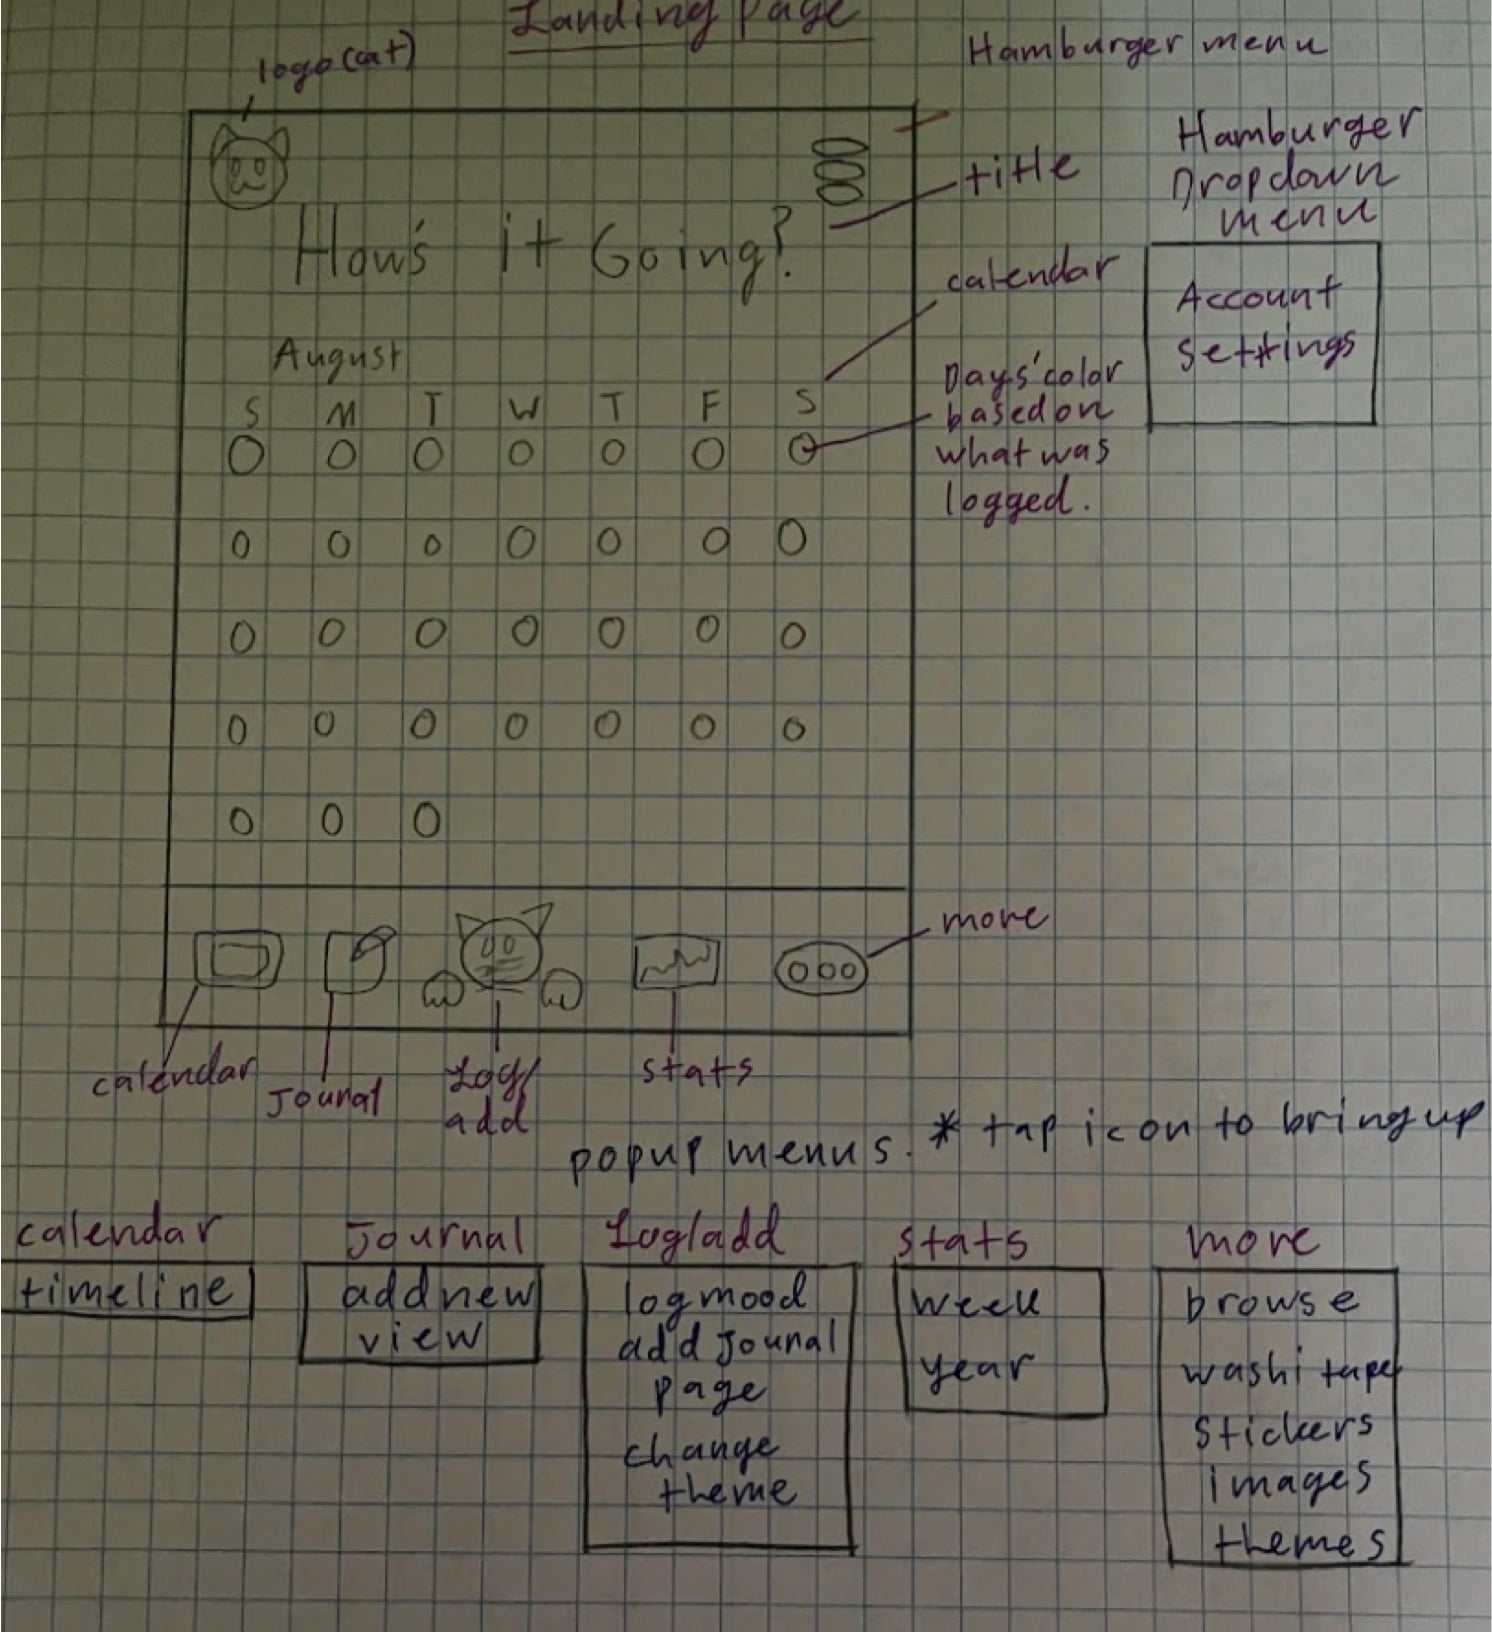 Landing Page
logo (cat)
Hamburger menu
title
Hamburger
Dropdown
menu
Account
settings
How's it Going?
calendar
August
S M T W T F S
Days' color
based on
what was
logged.
more
calendar
Jounal
Log/
add
stats
popup menus. * tap icon to bring up
calendar
timeline
Journal
add new
view
Log/add
log mood
add Jounal
page
change
theme
stats
week
year
more
browse
washi tape
stickers
images
themes